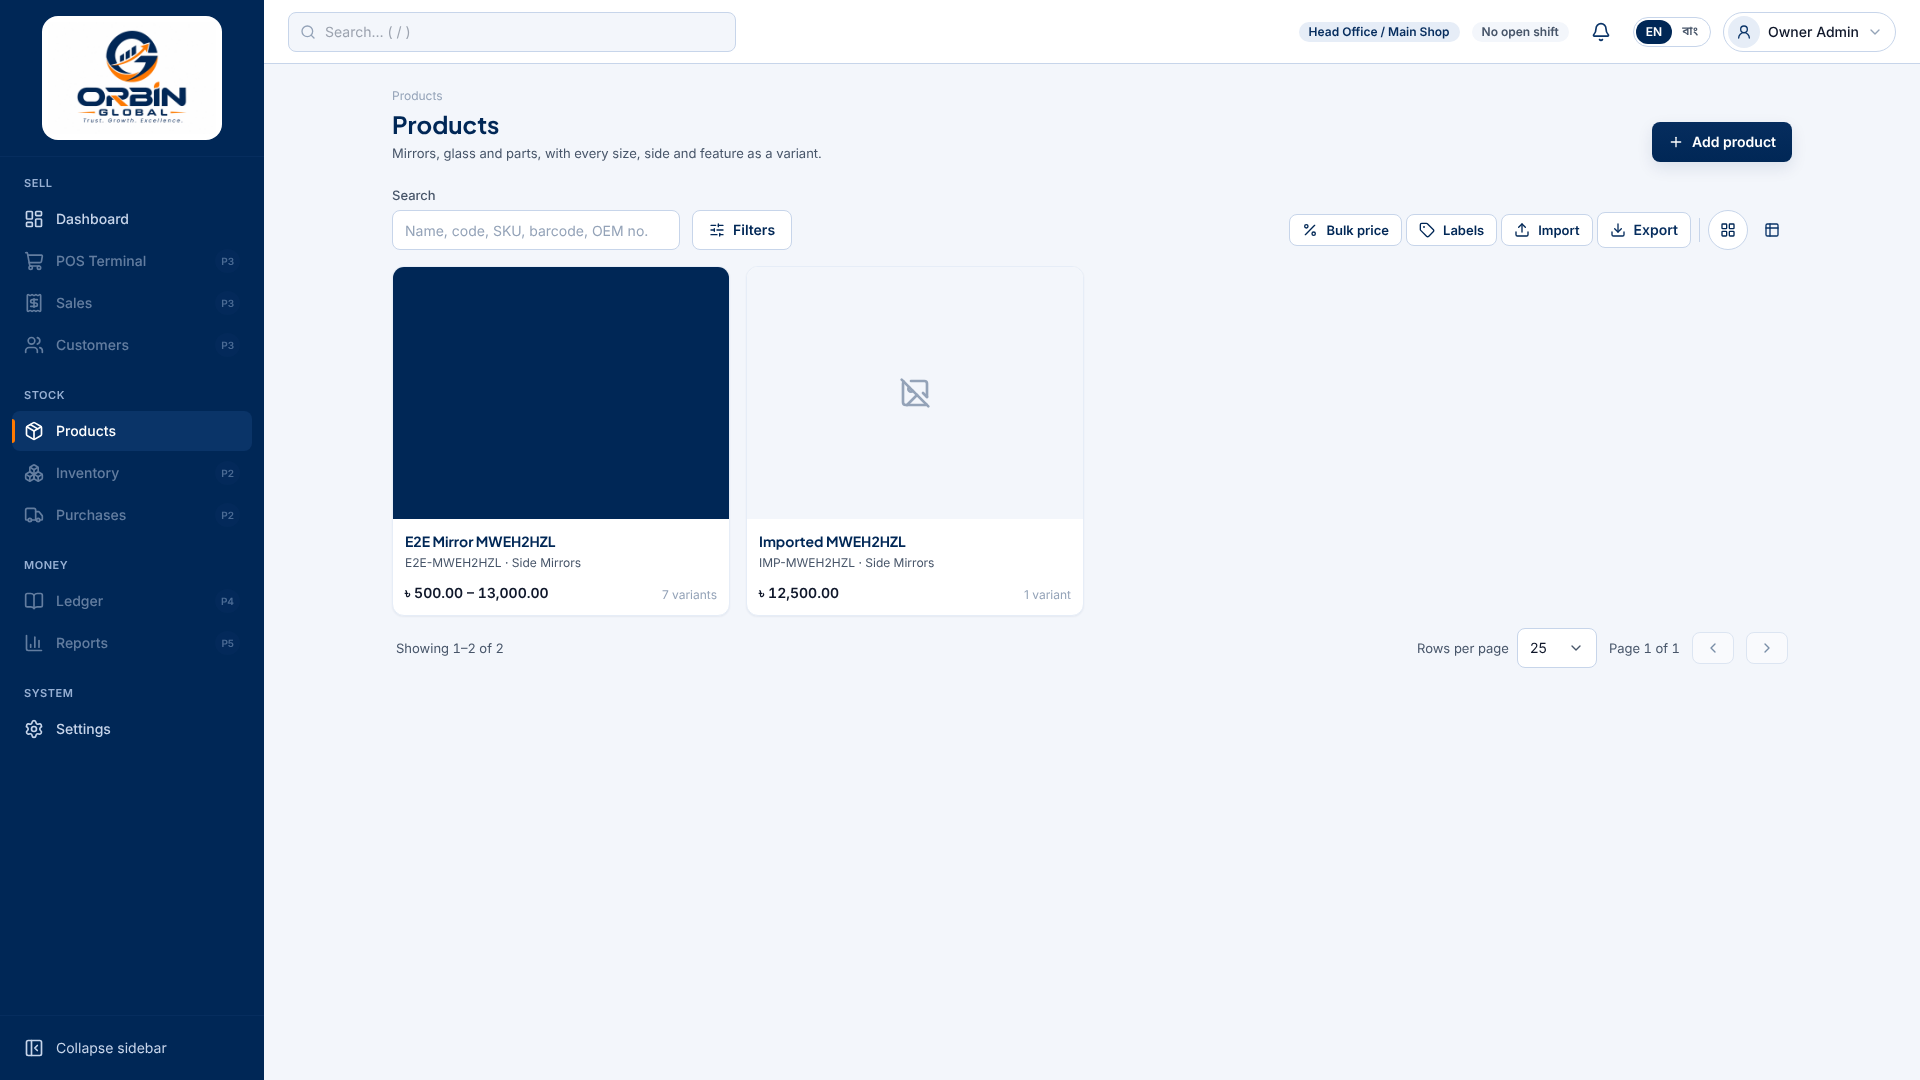 ORBIN
GLOBAL
Trust. Growth. Excellence.
Search... ( / )
Head Office / Main Shop
No open shift
EN
বাং
Owner Admin
SELL
Dashboard
POS Terminal P3
Sales P3
Customers P3
STOCK
Products
Inventory P2
Purchases P2
MONEY
Ledger P4
Reports P5
SYSTEM
Settings
Collapse sidebar
Products
Products
Mirrors, glass and parts, with every size, side and feature as a variant.
Add product
Search
Name, code, SKU, barcode, OEM no.
Filters
Bulk price
Labels
Import
Export
E2E Mirror MWEH2HZL
E2E-MWEH2HZL · Side Mirrors
৳ 500.00 – 13,000.00
7 variants
Imported MWEH2HZL
IMP-MWEH2HZL · Side Mirrors
৳ 12,500.00
1 variant
Showing 1–2 of 2
Rows per page
25
Page 1 of 1